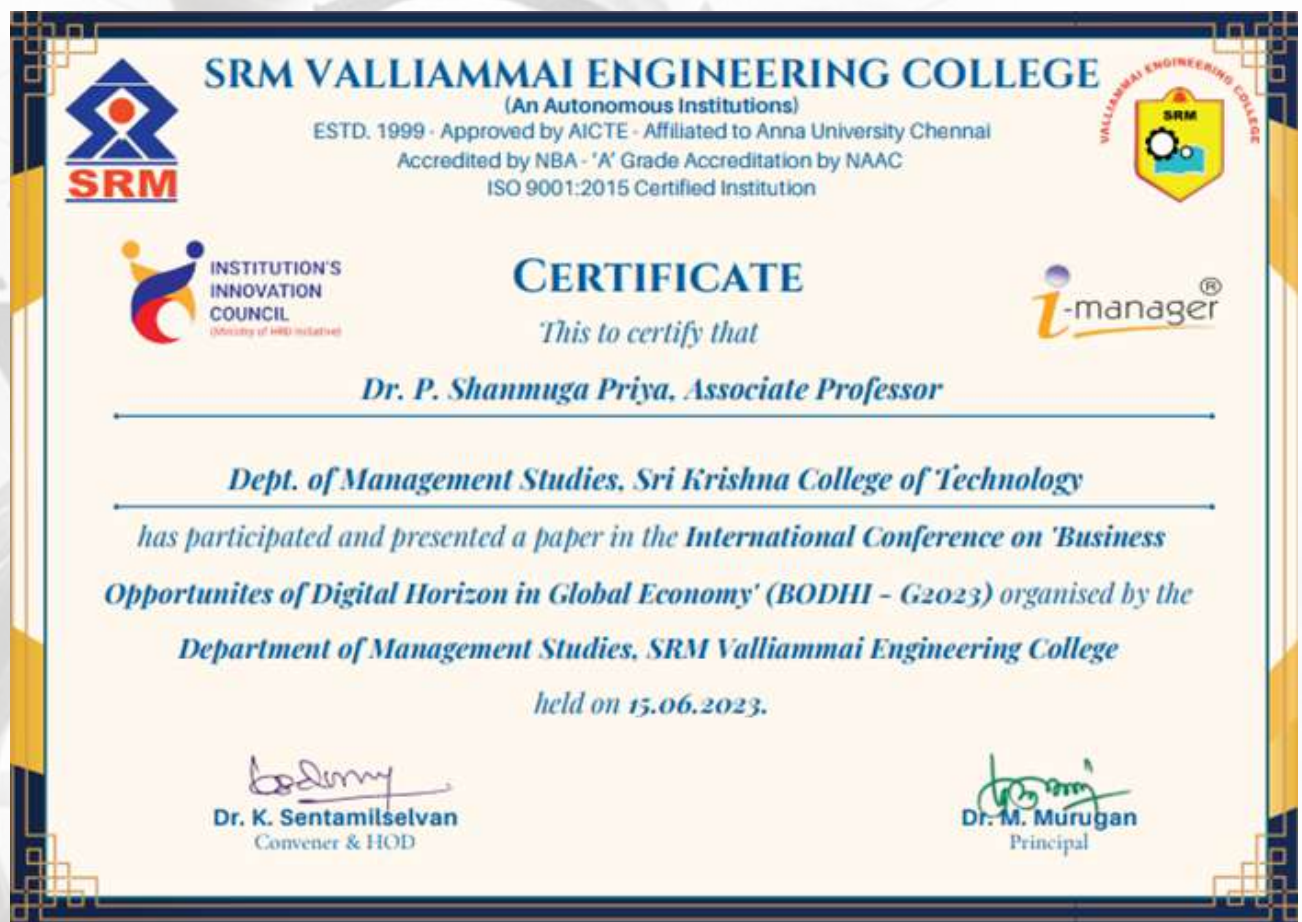 SRM VALLIAMMAI ENGINEERING COLLEGE
(An Autonomous Institutions)
ESTD. 1999 - Approved by AICTE - Affiliated to Anna University Chennai
Accredited by NBA - 'A' Grade Accreditation by NAAC
ISO 9001:2015 Certified Institution
SRM
VALLIAMMAI ENGINEERING COLLEGE
SRM
INSTITUTION'S
INNOVATION
COUNCIL
(Ministry of HRD Initiative)
CERTIFICATE
i-manager®
This to certify that
Dr. P. Shanmuga Priya, Associate Professor
Dept. of Management Studies, Sri Krishna College of Technology
has participated and presented a paper in the International Conference on 'Business
Opportunites of Digital Horizon in Global Economy' (BODHI - G2023) organised by the
Department of Management Studies, SRM Valliammai Engineering College
held on 15.06.2023.
Dr. K. Sentamilselvan
Convener & HOD
Dr. M. Murugan
Principal